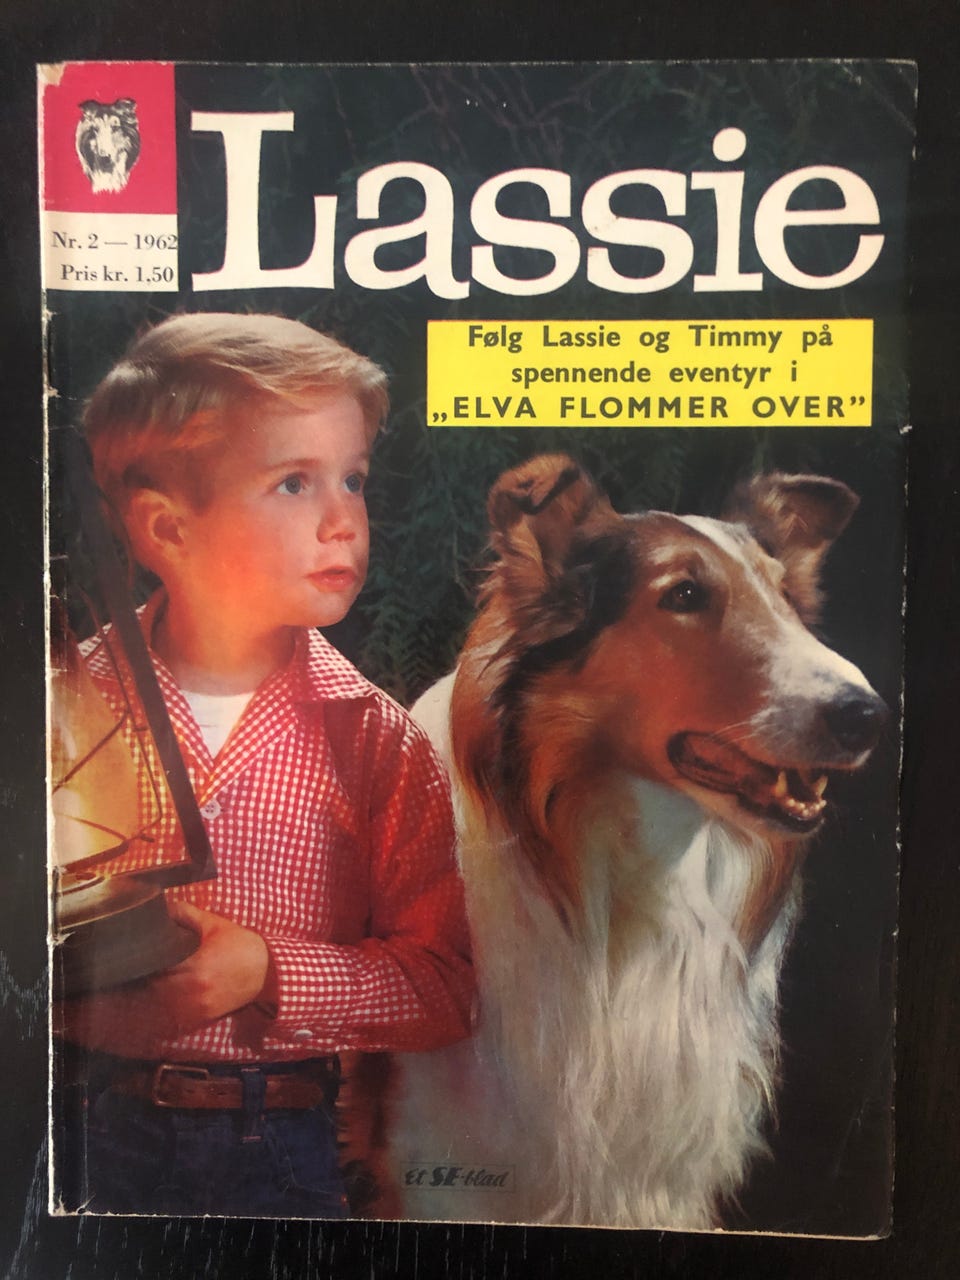 Lassie
Nr. 2 — 1962
Pris kr. 1,50
Følg Lassie og Timmy på
spennende eventyr i
„ELVA FLOMMER OVER”
Et SE-blad